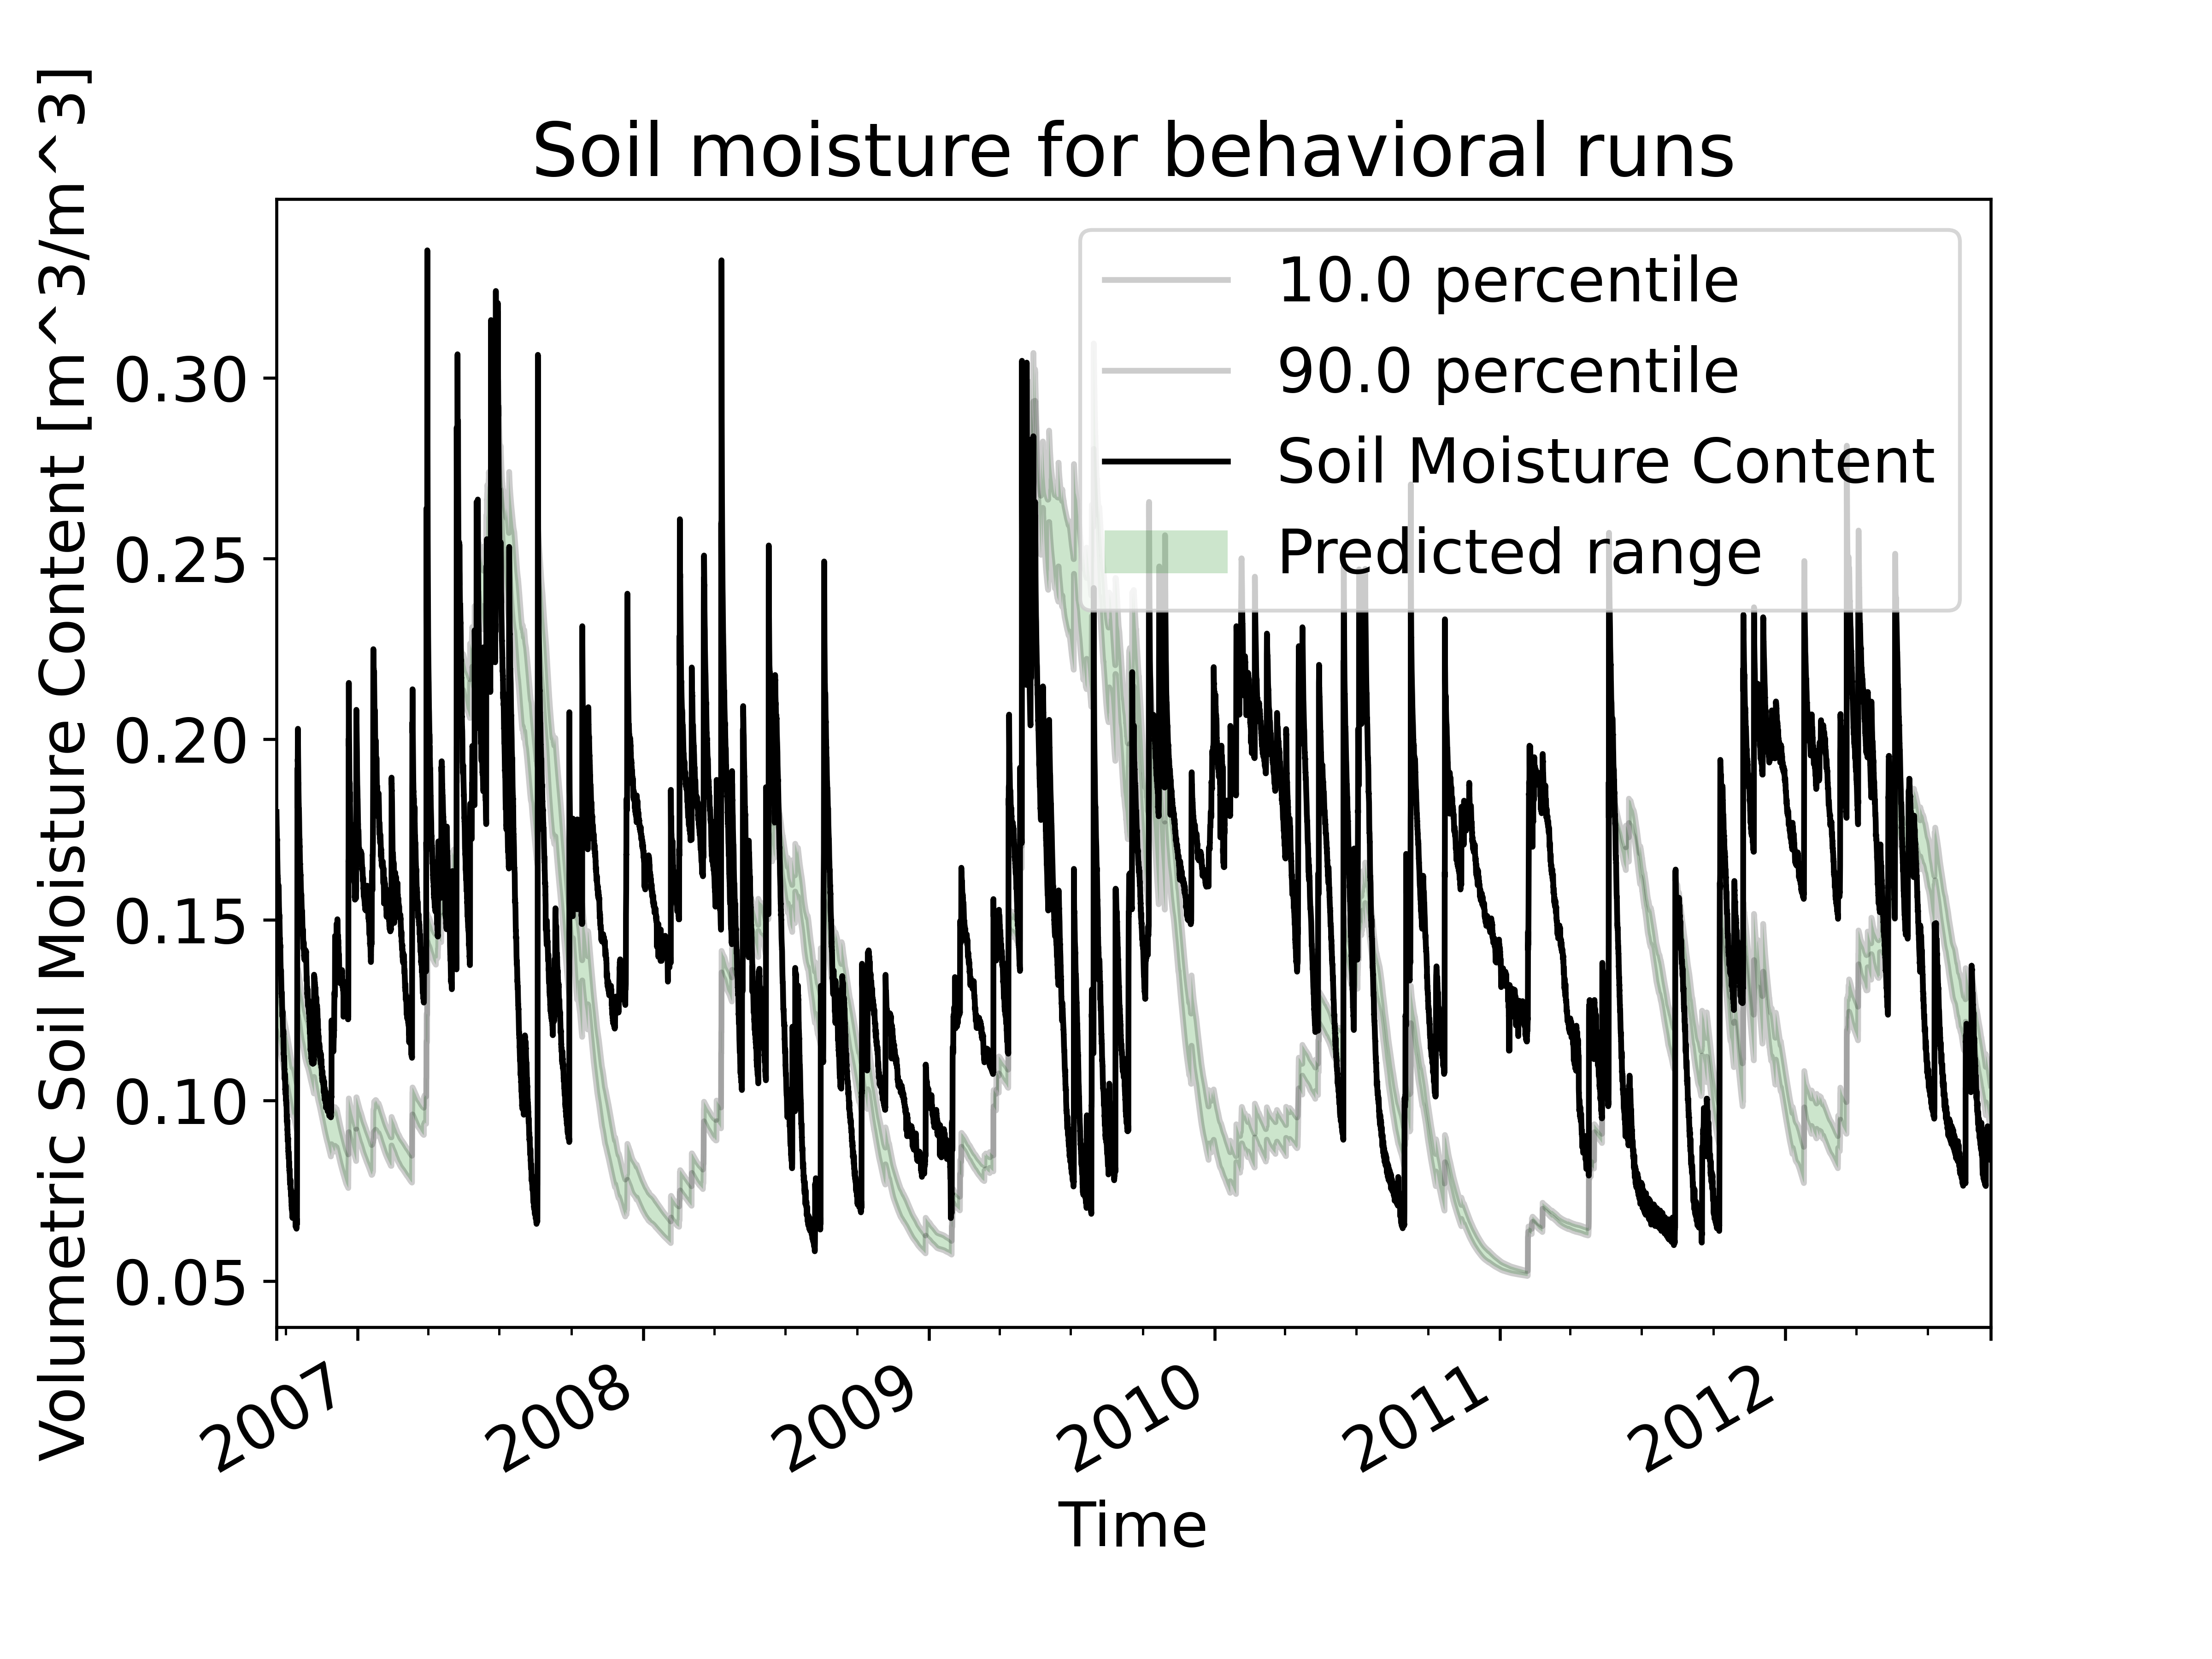 Soil moisture for behavioral runs
Volumetric Soil Moisture Content [m^3/m^3]
0.30
0.25
0.20
0.15
0.10
0.05
10.0 percentile
90.0 percentile
Soil Moisture Content
Predicted range
2007
2008
2009
2010
2011
2012
Time